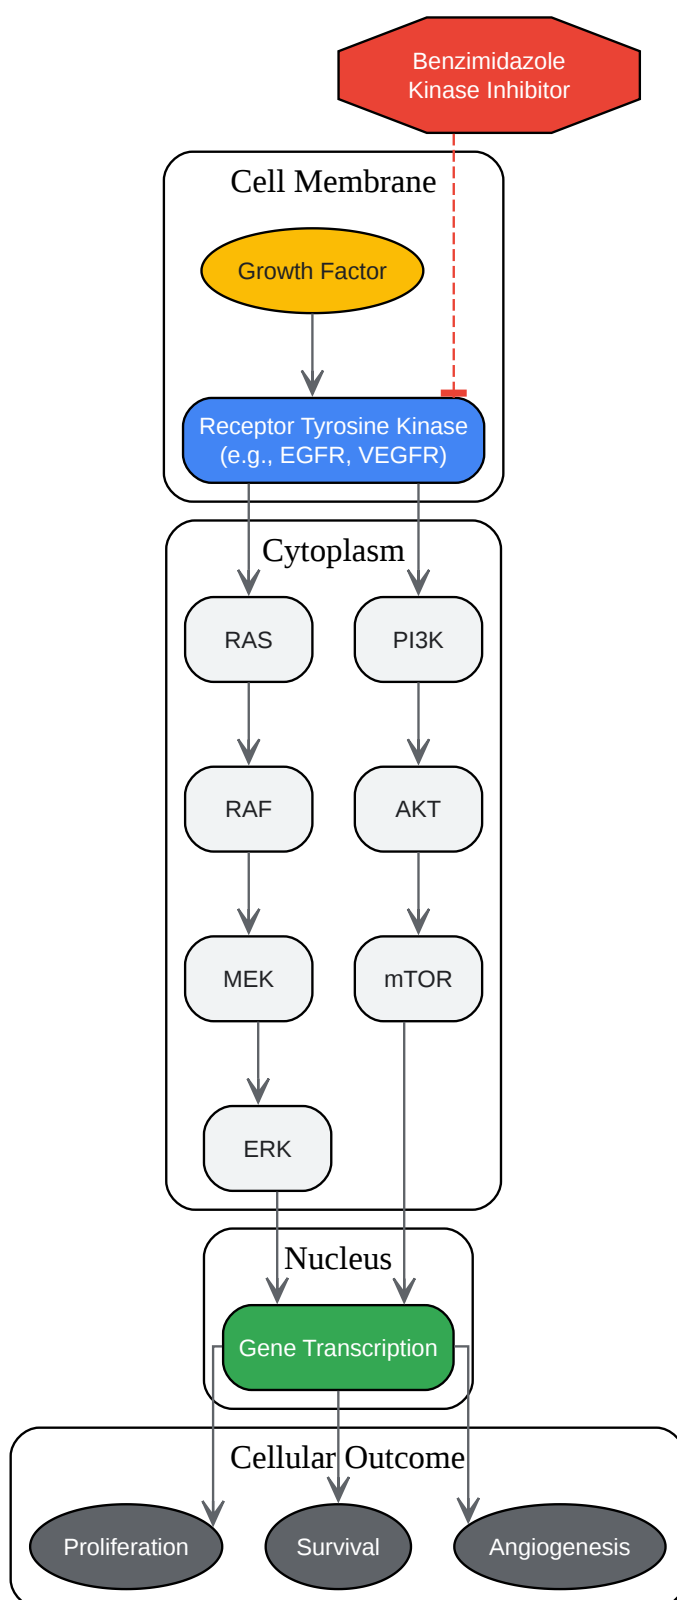 Benzimidazole
Kinase Inhibitor
Cell Membrane
Growth Factor
Receptor Tyrosine Kinase
(e.g., EGFR, VEGFR)
Cytoplasm
RAS
PI3K
RAF
AKT
MEK
mTOR
ERK
Nucleus
Gene Transcription
Cellular Outcome
Proliferation
Survival
Angiogenesis